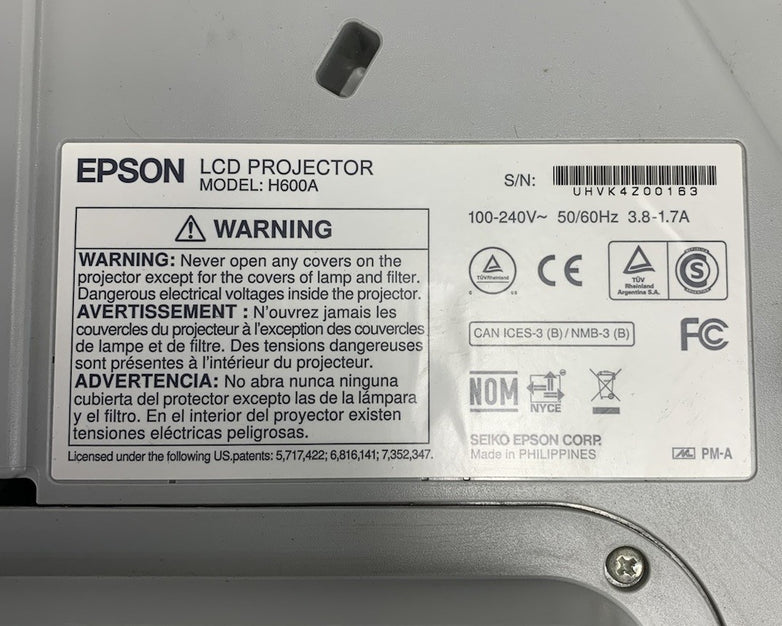 EPSON LCD PROJECTOR
MODEL: H600A
S/N:
UHVK4Z00163
100-240V~ 50/60Hz 3.8-1.7A
WARNING
WARNING: Never open any covers on the
projector except for the covers of lamp and filter.
Dangerous electrical voltages inside the projector.
AVERTISSEMENT : N'ouvrez jamais les
couvercles du projecteur à l'exception des couvercles
de lampe et de filtre. Des tensions dangereuses
sont présentes à l'intérieur du projecteur.
ADVERTENCIA: No abra nunca ninguna
cubierta del protector excepto las de la lámpara
y el filtro. En el interior del proyector existen
tensiones eléctricas peligrosas.
Licensed under the following US.patents: 5,717,422; 6,816,141; 7,352,347.
TÜVRheinland
C US
CE
TÜV
Rheinland
Argentina S.A.
S
CAN ICES-3 (B) / NMB-3 (B)
FC
NOM
NYCE
SEIKO EPSON CORP.
Made in PHILIPPINES
PM-A